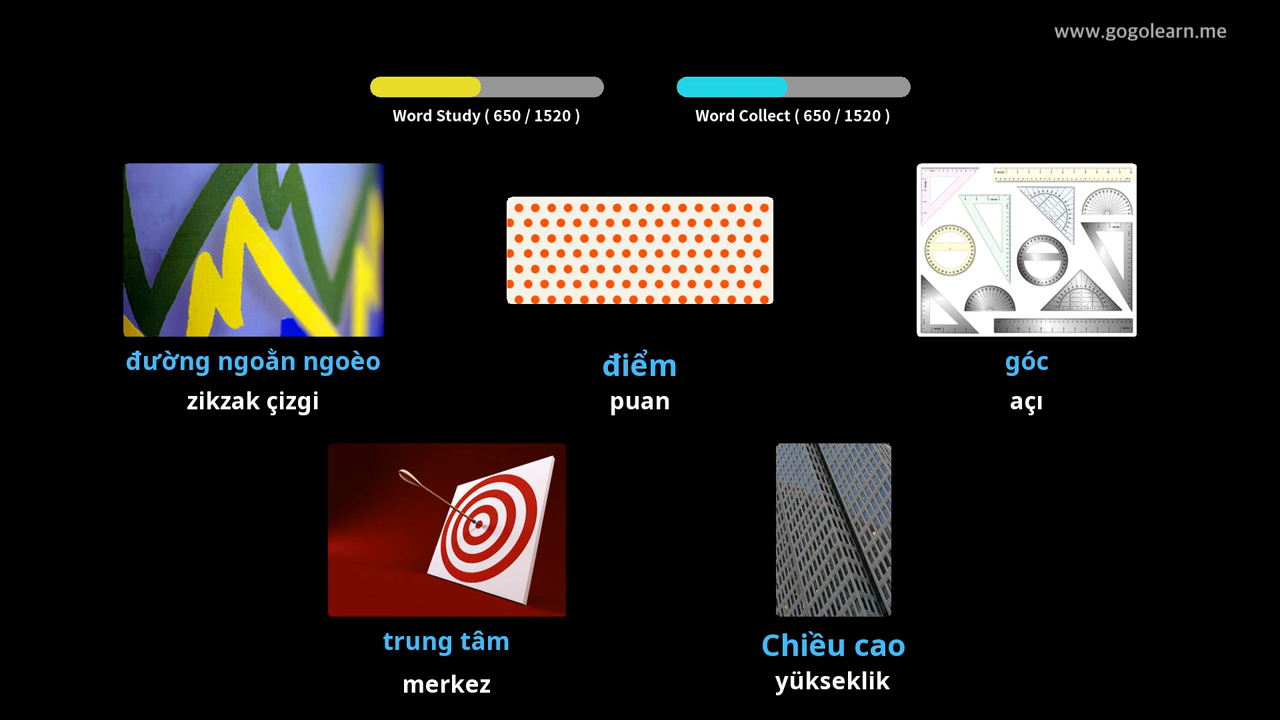 www.gogolearn.me
Word Study ( 650 / 1520 )
Word Collect ( 650 / 1520 )
đường ngoằn ngoèo
điểm
góc
zikzak çizgi
puan
açı
trung tâm
Chiều cao
merkez
yükseklik